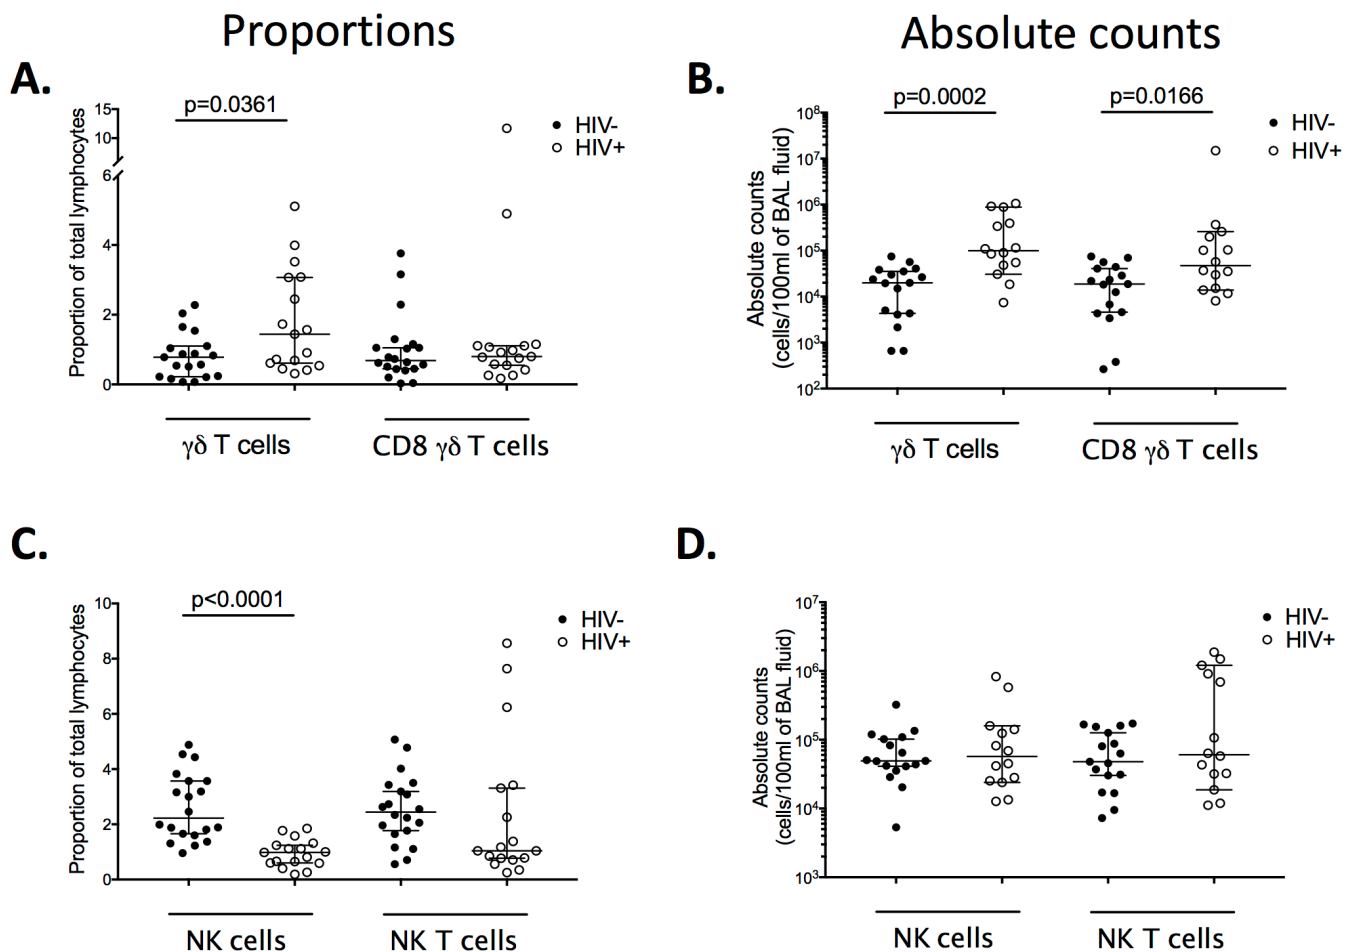 Proportions
Absolute counts
A.
Proportion of total lymphocytes
15
10
6
4
2
0
p=0.0361
HIV-
HIV+
γδ T cells
CD8 γδ T cells
B.
Absolute counts
(cells/100ml of BAL fluid)
10⁸
10⁷
10⁶
10⁵
10⁴
10³
10²
p=0.0002
p=0.0166
HIV-
HIV+
γδ T cells
CD8 γδ T cells
C.
Proportion of total lymphocytes
10
8
6
4
2
0
p<0.0001
HIV-
HIV+
NK cells
NK T cells
D.
Absolute counts
(cells/100ml of BAL fluid)
10⁷
10⁶
10⁵
10⁴
10³
HIV-
HIV+
NK cells
NK T cells